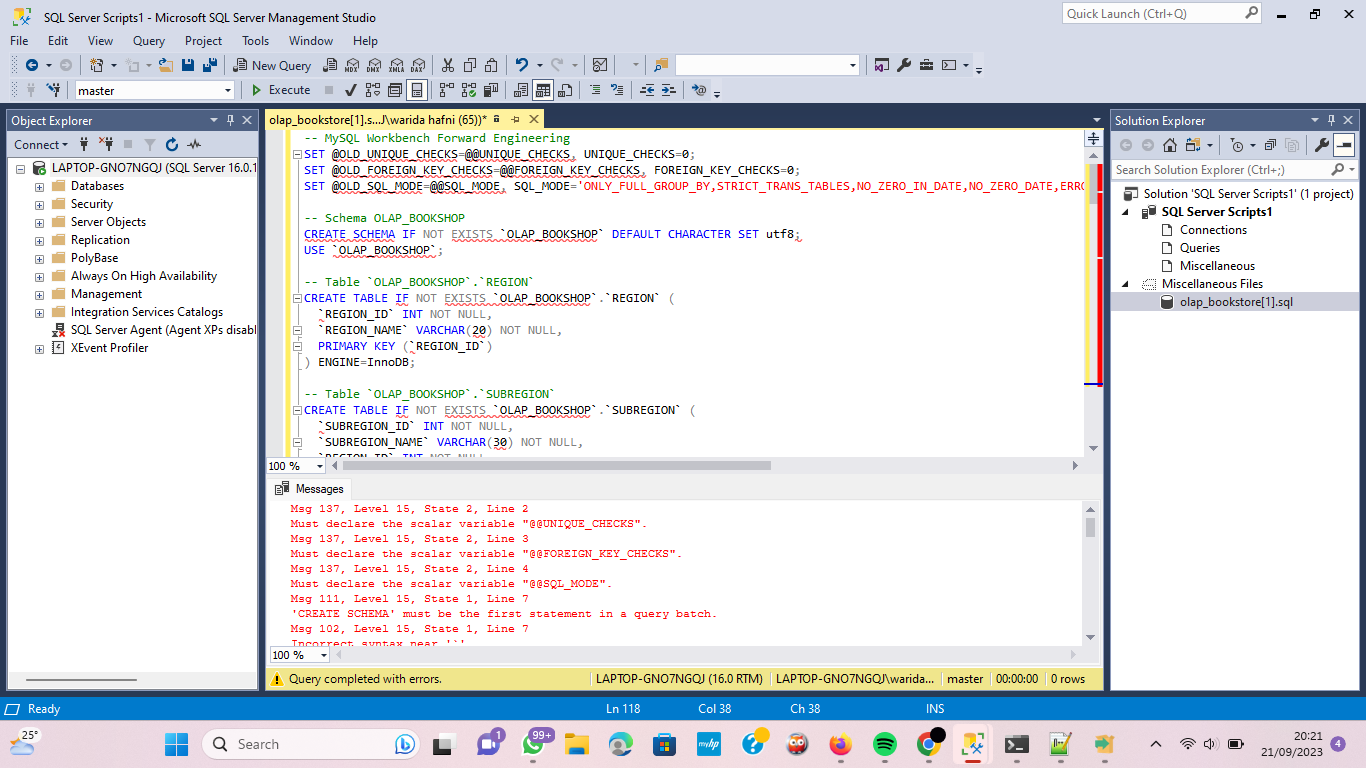 SQL Server Scripts1 - Microsoft SQL Server Management Studio
Quick Launch (Ctrl+Q)
File Edit View Query Project Tools Window Help
New Query
MDX DMX XMLA DAX
master
Execute
Object Explorer
Connect
LAPTOP-GNO7NGQJ (SQL Server 16.0.1
Databases
Security
Server Objects
Replication
PolyBase
Always On High Availability
Management
Integration Services Catalogs
SQL Server Agent (Agent XPs disabl
XEvent Profiler
olap_bookstore[1].s...J\warida hafni (65))*
-- MySQL Workbench Forward Engineering
SET @OLD_UNIQUE_CHECKS=@@UNIQUE_CHECKS, UNIQUE_CHECKS=0;
SET @OLD_FOREIGN_KEY_CHECKS=@@FOREIGN_KEY_CHECKS, FOREIGN_KEY_CHECKS=0;
SET @OLD_SQL_MODE=@@SQL_MODE, SQL_MODE='ONLY_FULL_GROUP_BY,STRICT_TRANS_TABLES,NO_ZERO_IN_DATE,NO_ZERO_DATE,ERRO
-- Schema OLAP_BOOKSHOP
CREATE SCHEMA IF NOT EXISTS `OLAP_BOOKSHOP` DEFAULT CHARACTER SET utf8;
USE `OLAP_BOOKSHOP`;
-- Table `OLAP_BOOKSHOP`.`REGION`
CREATE TABLE IF NOT EXISTS `OLAP_BOOKSHOP`.`REGION` (
`REGION_ID` INT NOT NULL,
`REGION_NAME` VARCHAR(20) NOT NULL,
PRIMARY KEY (`REGION_ID`)
) ENGINE=InnoDB;
-- Table `OLAP_BOOKSHOP`.`SUBREGION`
CREATE TABLE IF NOT EXISTS `OLAP_BOOKSHOP`.`SUBREGION` (
`SUBREGION_ID` INT NOT NULL,
`SUBREGION_NAME` VARCHAR(30) NOT NULL,
`REGION_ID` INT NOT NULL,
100 %
Messages
Msg 137, Level 15, State 2, Line 2
Must declare the scalar variable "@@UNIQUE_CHECKS".
Msg 137, Level 15, State 2, Line 3
Must declare the scalar variable "@@FOREIGN_KEY_CHECKS".
Msg 137, Level 15, State 2, Line 4
Must declare the scalar variable "@@SQL_MODE".
Msg 111, Level 15, State 1, Line 7
'CREATE SCHEMA' must be the first statement in a query batch.
Msg 102, Level 15, State 1, Line 7
Incorrect syntax near '`'
100 %
Query completed with errors. LAPTOP-GNO7NGQJ (16.0 RTM) LAPTOP-GNO7NGQJ\warida... master 00:00:00 0 rows
Solution Explorer
Search Solution Explorer (Ctrl+;)
Solution 'SQL Server Scripts1' (1 project)
SQL Server Scripts1
Connections
Queries
Miscellaneous
Miscellaneous Files
olap_bookstore[1].sql
Ready Ln 118 Col 38 Ch 38 INS
25°
Search
1
99+
myhp
20:21
21/09/2023
4